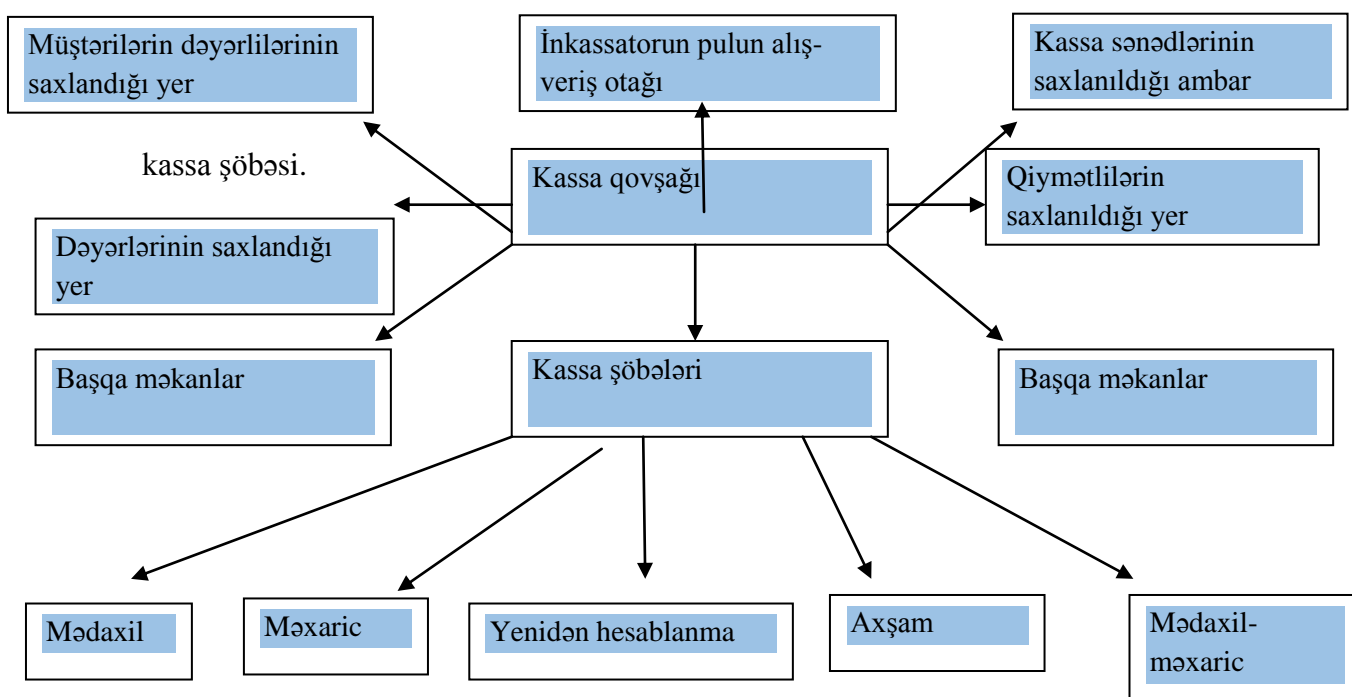 Müştərilərin dəyərlilərinin
saxlandığı yer
İnkassatorun pulun alış-
veriş otağı
Kassa sənədlərinin
saxlanıldığı ambar
kassa şöbəsi.
Kassa qovşağı
Qiymətlilərin
saxlanıldığı yer
Dəyərlərinin saxlandığı
yer
Başqa məkanlar
Kassa şöbələri
Başqa məkanlar
Mədaxil
Məxaric
Yenidən hesablanma
Axşam
Mədaxil-
məxaric